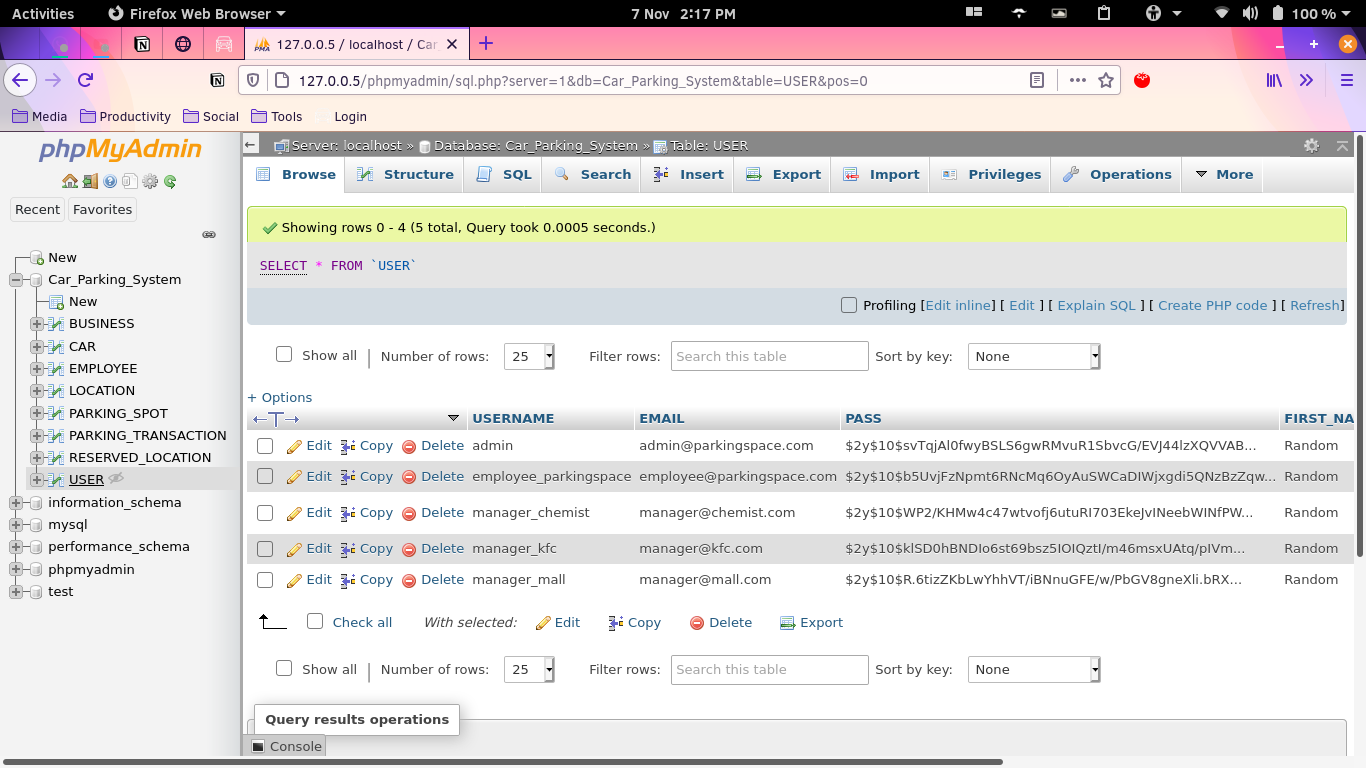 Activities
Firefox Web Browser
7 Nov 2:17 PM
100 %
127.0.0.5 / localhost / Car
127.0.0.5/phpmyadmin/sql.php?server=1&db=Car_Parking_System&table=USER&pos=0
Media Productivity Social Tools Login
phpMyAdmin
Recent Favorites
New
Car_Parking_System
New
BUSINESS
CAR
EMPLOYEE
LOCATION
PARKING_SPOT
PARKING_TRANSACTION
RESERVED_LOCATION
USER
information_schema
mysql
performance_schema
phpmyadmin
test
Server: localhost » Database: Car_Parking_System » Table: USER
Browse Structure SQL Search Insert Export Import Privileges Operations More
Showing rows 0 - 4 (5 total, Query took 0.0005 seconds.)
SELECT * FROM `USER`
Profiling [Edit inline] [ Edit ] [ Explain SQL ] [ Create PHP code ] [ Refresh]
Show all Number of rows: 25 Filter rows: Search this table Sort by key: None
+ Options
USERNAME EMAIL PASS FIRST_NA
Edit Copy Delete admin admin@parkingspace.com $2y$10$svTqjAl0fwyBSLS6gwRMvuR1SbvcG/EVJ44lzXQVVAB... Random
Edit Copy Delete employee_parkingspace employee@parkingspace.com $2y$10$b5UvjFzNpmt6RNcMq6OyAuSWCaDIWjxgdi5QNzBzZqw... Random
Edit Copy Delete manager_chemist manager@chemist.com $2y$10$WP2/KHMw4c47wtvofj6utuRI703EkeJvINeebWINfPW... Random
Edit Copy Delete manager_kfc manager@kfc.com $2y$10$klSD0hBNDIo6st69bsz5IOIQztI/m46msxUAtq/pIVm... Random
Edit Copy Delete manager_mall manager@mall.com $2y$10$R.6tizZKbLwYhhVT/iBNnuGFE/w/PbGV8gneXli.bRX... Random
Check all With selected: Edit Copy Delete Export
Show all Number of rows: 25 Filter rows: Search this table Sort by key: None
Query results operations
Console